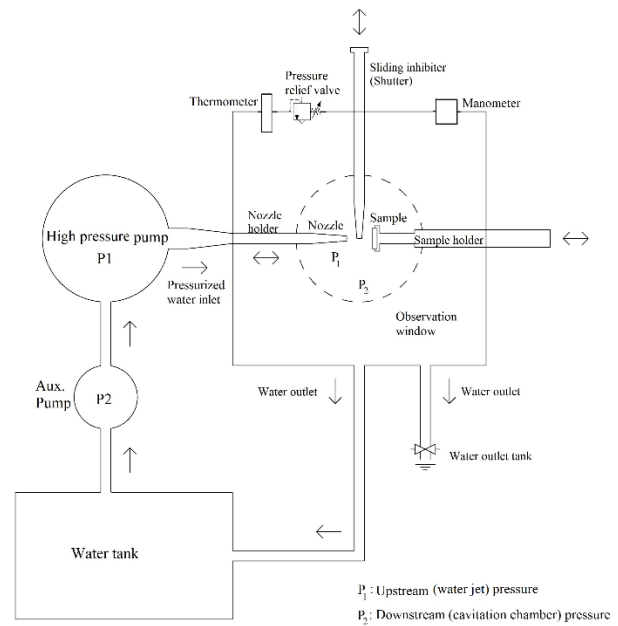 Sliding inhibiter
(Shutter)
Pressure
relief valve
Thermometer
Manometer
Nozzle
holder
Nozzle
Sample
High pressure pump
P1
Sample holder
P₁
P₂
Pressurized
water inlet
Observation
window
Aux.
Pump
P2
Water outlet
Water outlet
Water outlet tank
Water tank
P₁: Upstream (water jet) pressure
P₂: Downstream (cavitation chamber) pressure